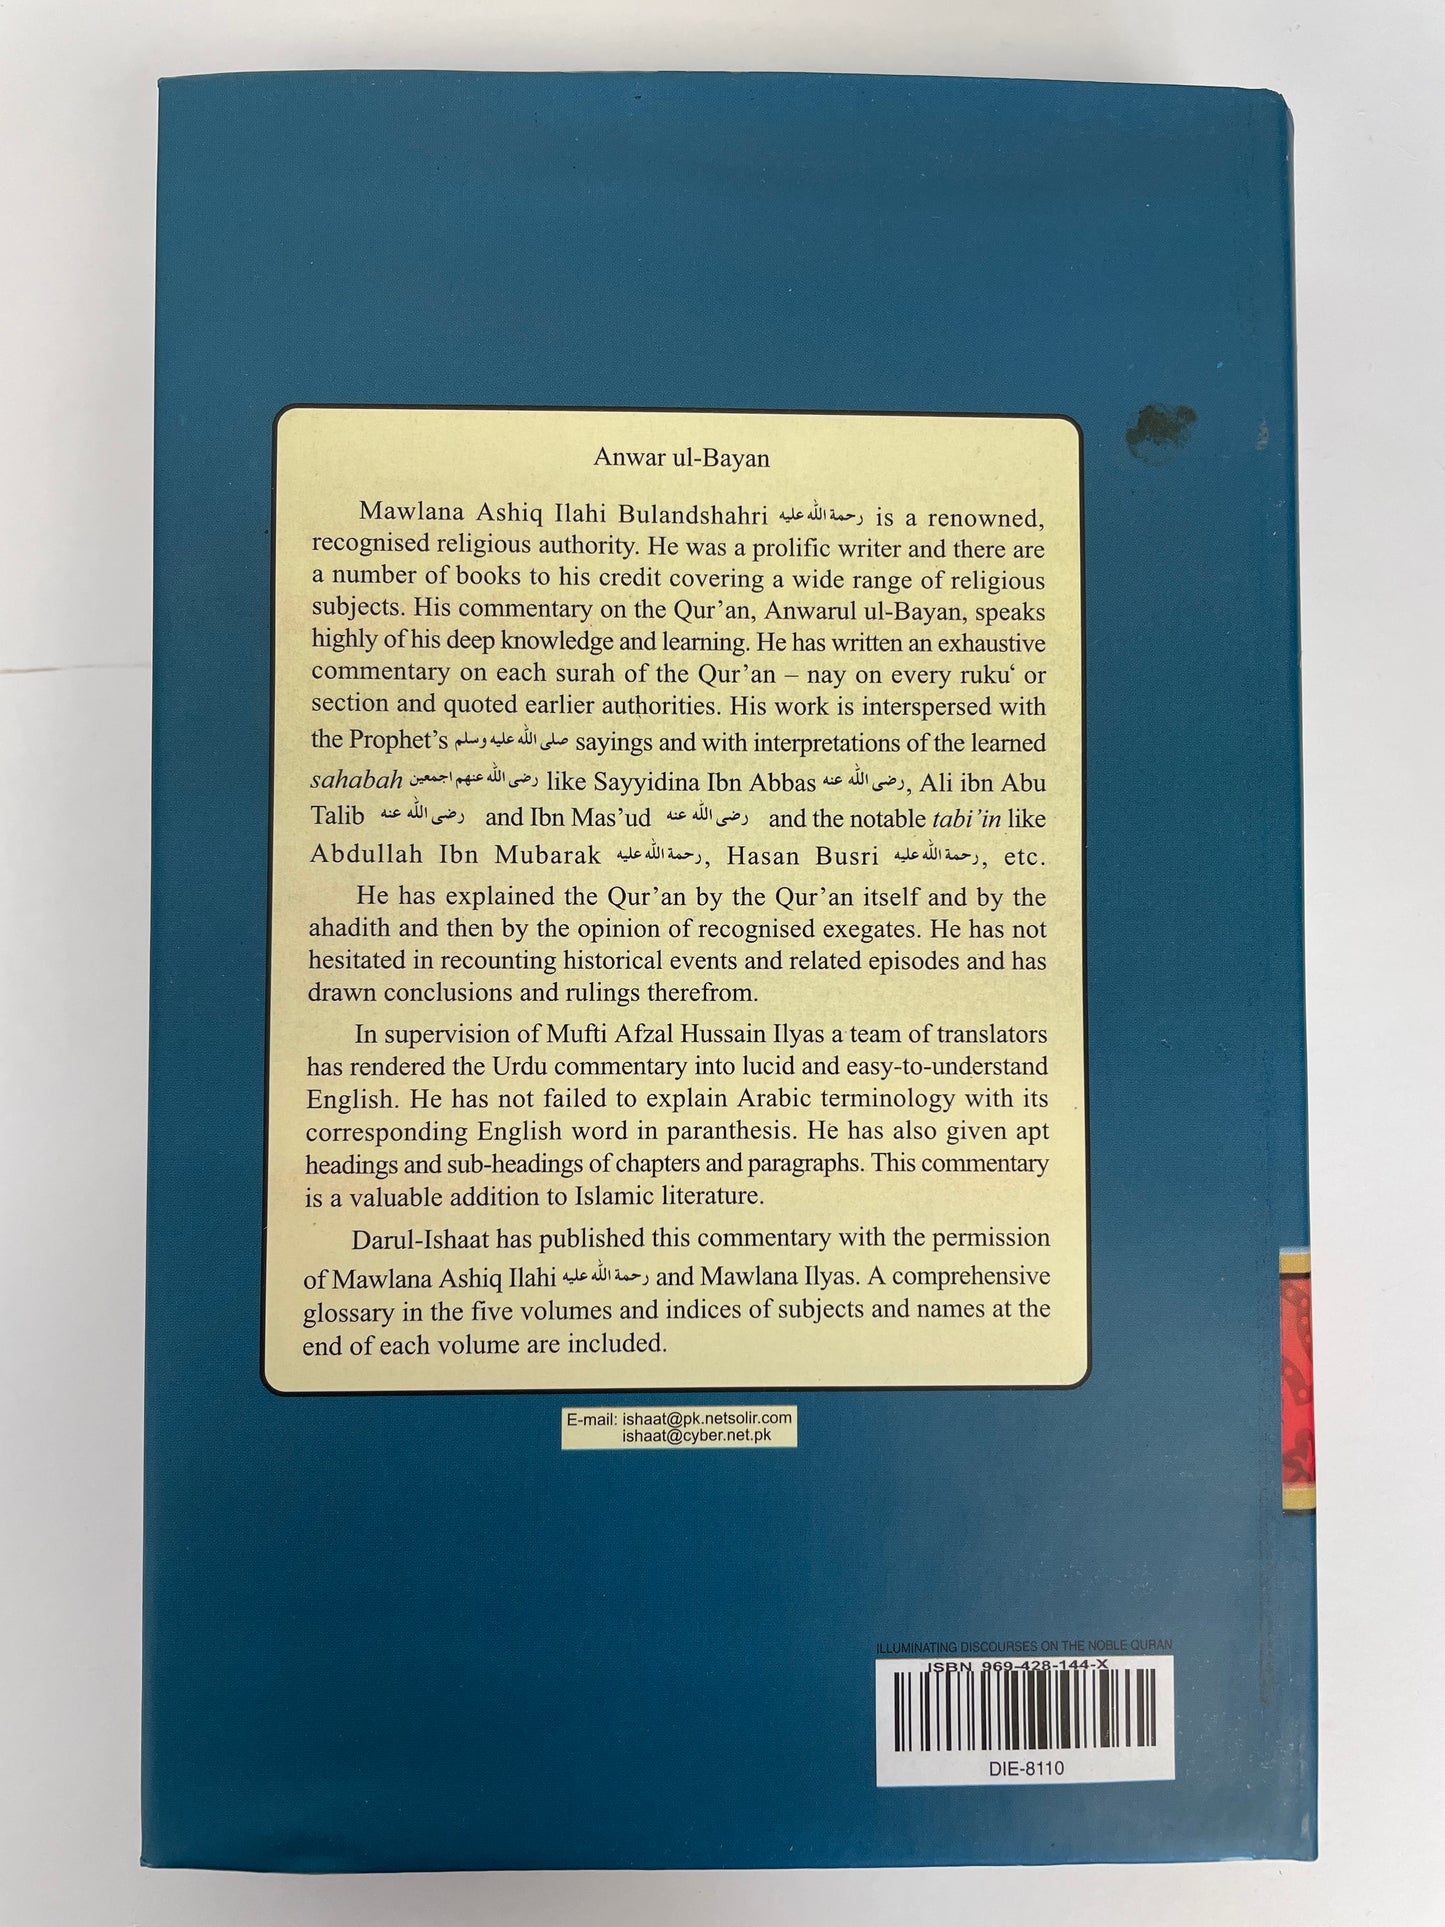 Anwar ul-Bayan
Mawlana Ashiq Ilahi Bulandshahri رحمة الله عليه is a renowned,
recognised religious authority. He was a prolific writer and there are
a number of books to his credit covering a wide range of religious
subjects. His commentary on the Qur’an, Anwarul ul-Bayan, speaks
highly of his deep knowledge and learning. He has written an exhaustive
commentary on each surah of the Qur’an – nay on every ruku‘ or
section and quoted earlier authorities. His work is interspersed with
the Prophet’s صلى الله عليه وسلم sayings and with interpretations of the learned
sahabah رضى الله عنهم اجمعين like Sayyidina Ibn Abbas رضى الله عنه, Ali ibn Abu
Talib رضى الله عنه and Ibn Mas’ud رضى الله عنه and the notable tabi’in like
Abdullah Ibn Mubarak رحمة الله عليه, Hasan Busri رحمة الله عليه, etc.
He has explained the Qur’an by the Qur’an itself and by the
ahadith and then by the opinion of recognised exegates. He has not
hesitated in recounting historical events and related episodes and has
drawn conclusions and rulings therefrom.
In supervision of Mufti Afzal Hussain Ilyas a team of translators
has rendered the Urdu commentary into lucid and easy-to-understand
English. He has not failed to explain Arabic terminology with its
corresponding English word in paranthesis. He has also given apt
headings and sub-headings of chapters and paragraphs. This commentary
is a valuable addition to Islamic literature.
Darul-Ishaat has published this commentary with the permission
of Mawlana Ashiq Ilahi رحمة الله عليه and Mawlana Ilyas. A comprehensive
glossary in the five volumes and indices of subjects and names at the
end of each volume are included.
E-mail: ishaat@pk.netsolir.com
ishaat@cyber.net.pk
ILLUMINATING DISCOURSES ON THE NOBLE QURAN
ISBN 969-428-144-X
DIE-8110